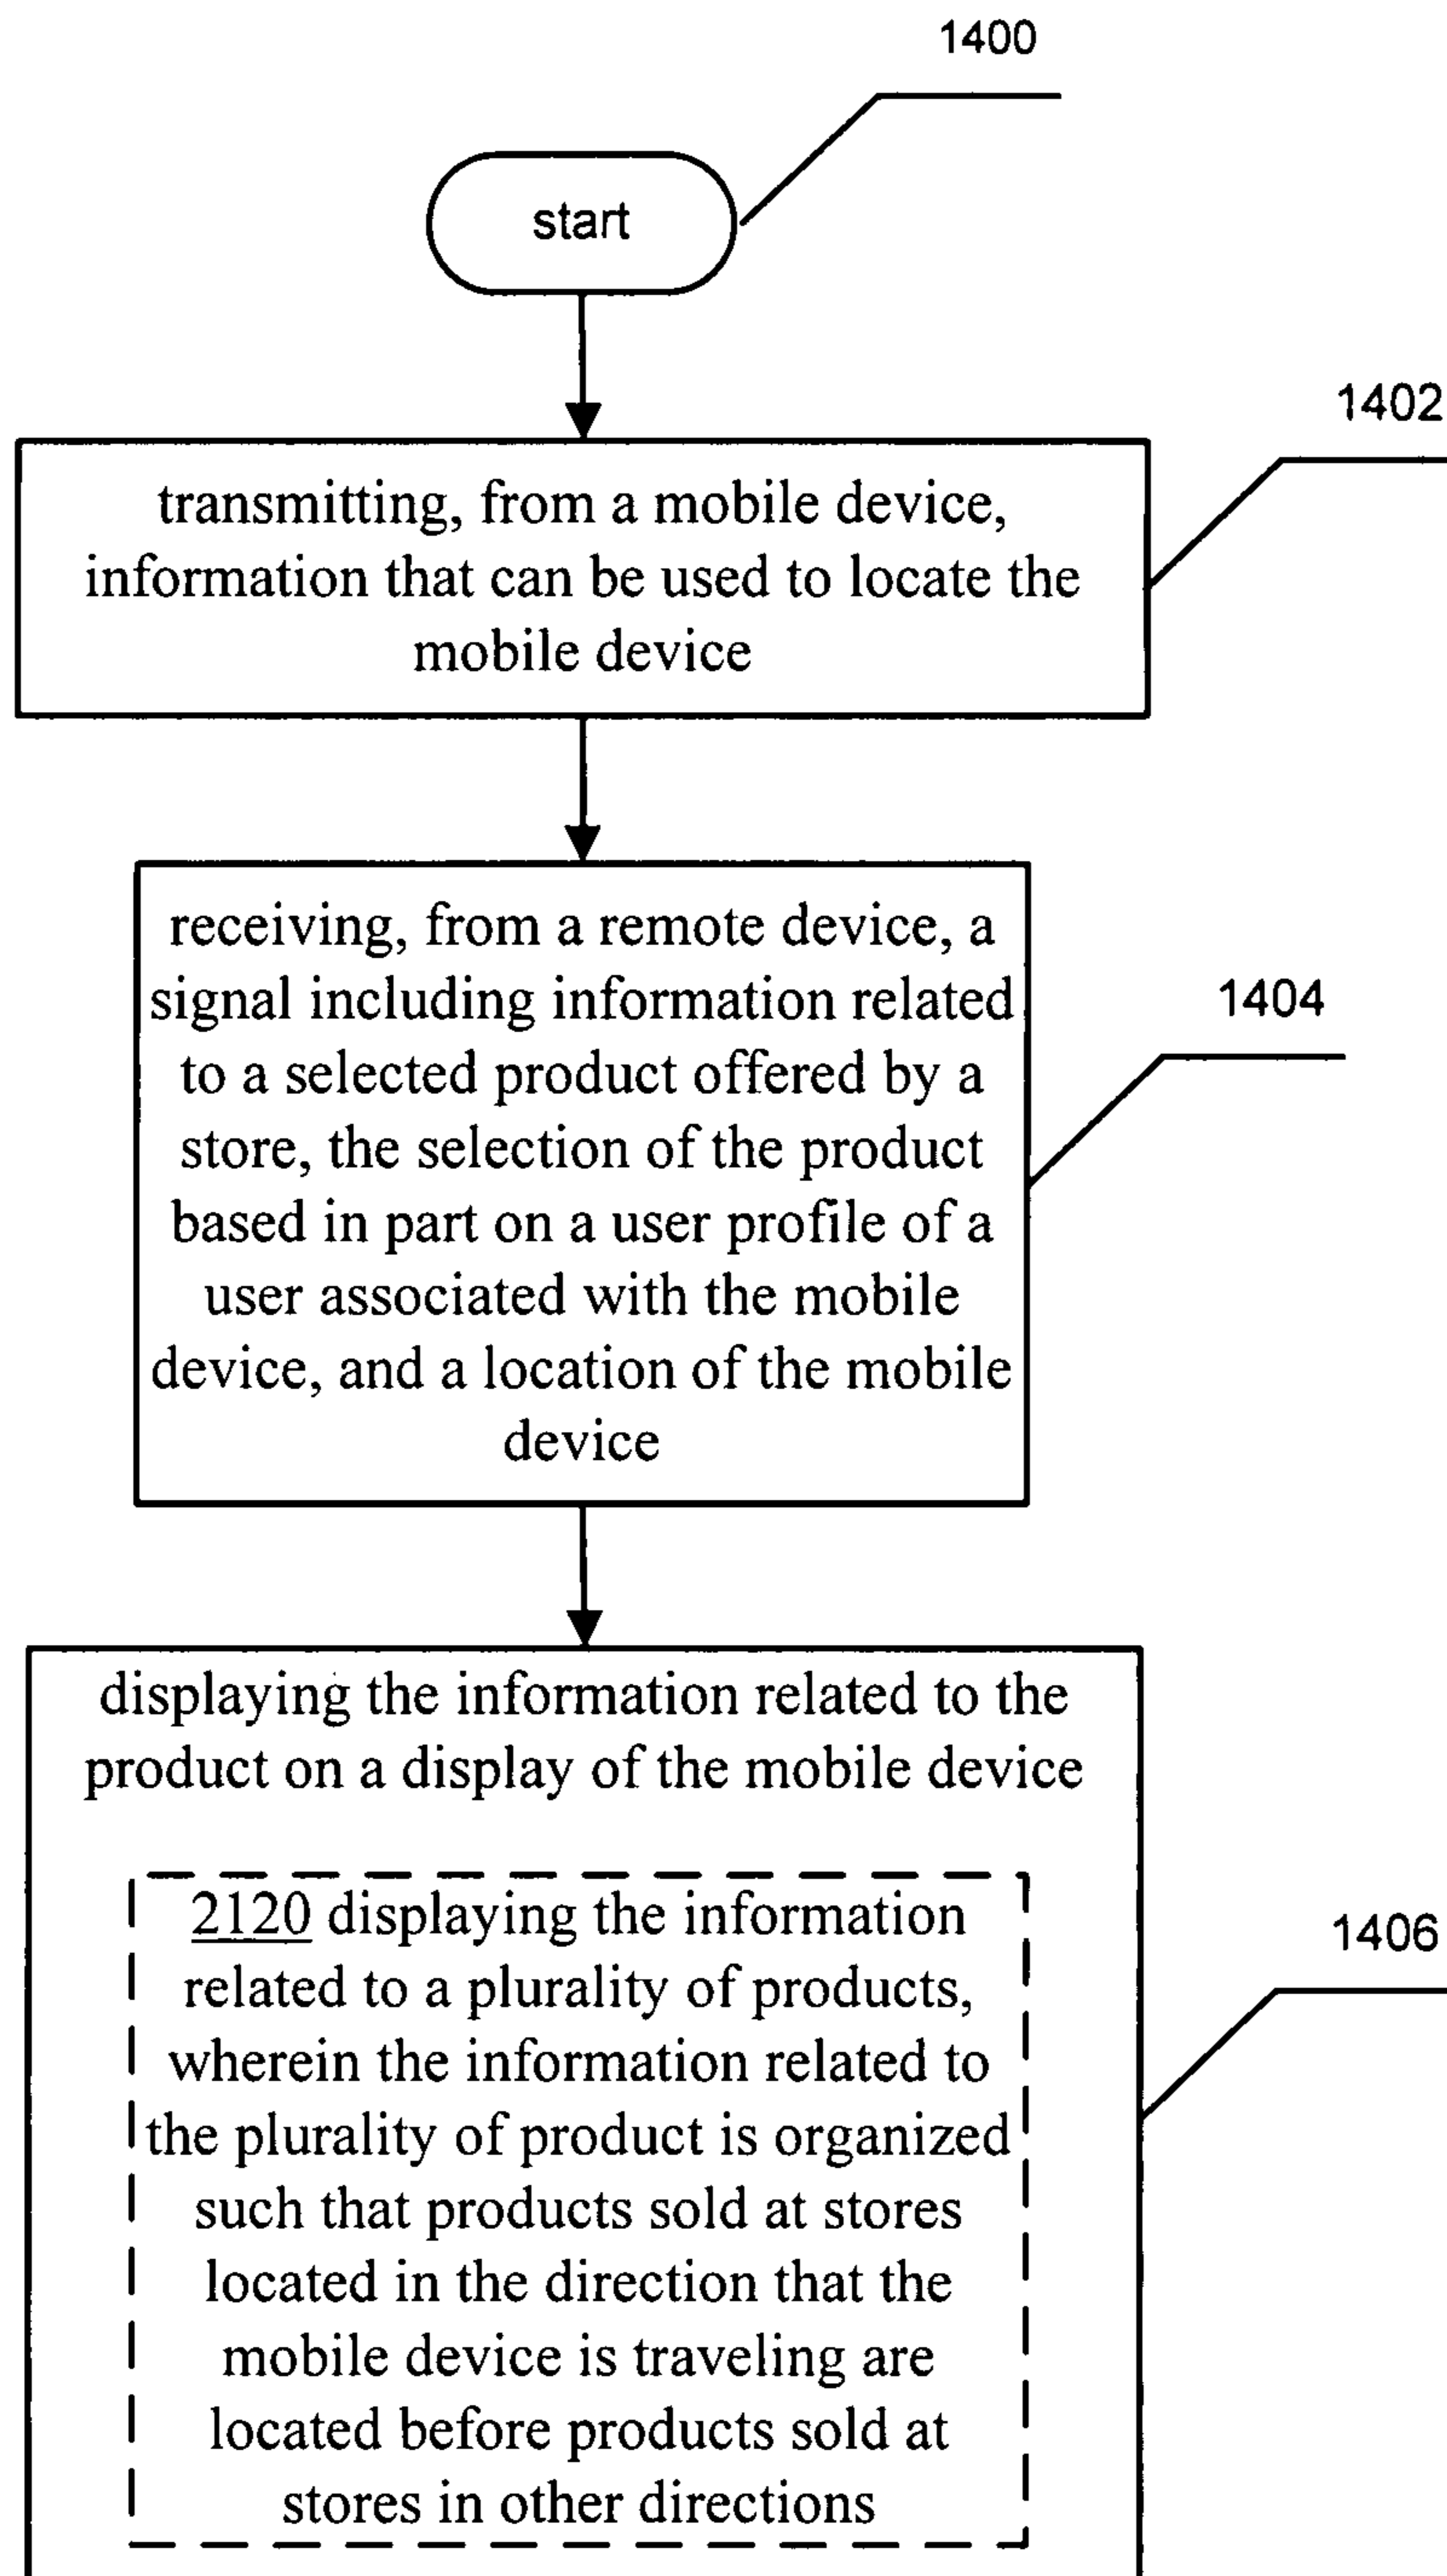 1400
start
1402
transmitting, from a mobile device,
information that can be used to locate the
mobile device
receiving, from a remote device, a
signal including information related
to a selected product offered by a
store, the selection of the product
based in part on a user profile of a
user associated with the mobile
device, and a location of the mobile
device
1404
displaying the information related to the
product on a display of the mobile device
2120 displaying the information
related to a plurality of products,
wherein the information related to
the plurality of product is organized
such that products sold at stores
located in the direction that the
mobile device is traveling are
located before products sold at
stores in other directions
1406